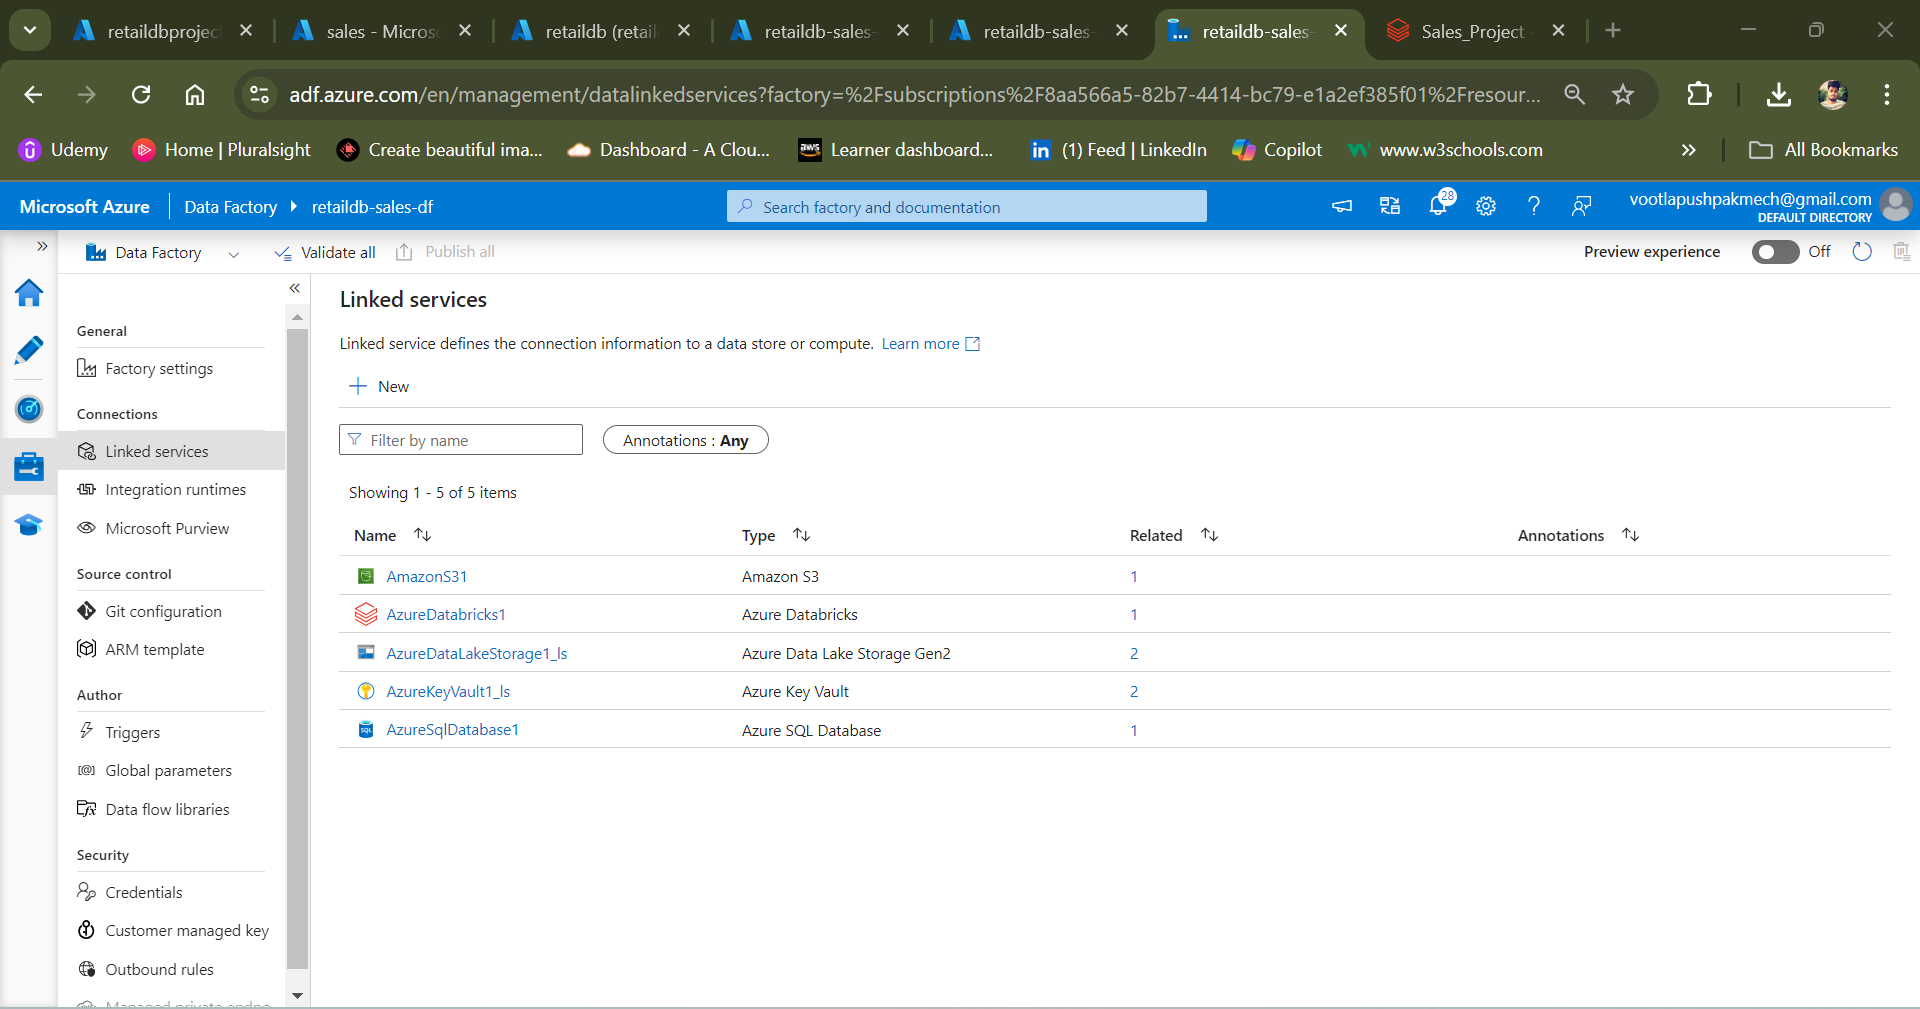 retaildbprojec
sales - Micros
retaildb (retail
retaildb-sales-
retaildb-sales-
retaildb-sales-
Sales_Project
adf.azure.com/en/management/datalinkedservices?factory=%2Fsubscriptions%2F8aa566a5-82b7-4414-bc79-e1a2ef385f01%2Fresour...
Udemy
Home | Pluralsight
Create beautiful ima...
Dashboard - A Clou...
Learner dashboard...
(1) Feed | LinkedIn
Copilot
www.w3schools.com
All Bookmarks
Microsoft Azure
Data Factory
retaildb-sales-df
Search factory and documentation
28
vootlapushpakmech@gmail.com
DEFAULT DIRECTORY
Data Factory
Validate all
Publish all
Preview experience
Off
General
Factory settings
Connections
Linked services
Integration runtimes
Microsoft Purview
Source control
Git configuration
ARM template
Author
Triggers
Global parameters
Data flow libraries
Security
Credentials
Customer managed key
Outbound rules
Linked services
Linked service defines the connection information to a data store or compute. Learn more
New
Filter by name
Annotations : Any
Showing 1 - 5 of 5 items
Name Type Related Annotations
AmazonS31 Amazon S3 1
AzureDatabricks1 Azure Databricks 1
AzureDataLakeStorage1_ls Azure Data Lake Storage Gen2 2
AzureKeyVault1_ls Azure Key Vault 2
AzureSqlDatabase1 Azure SQL Database 1